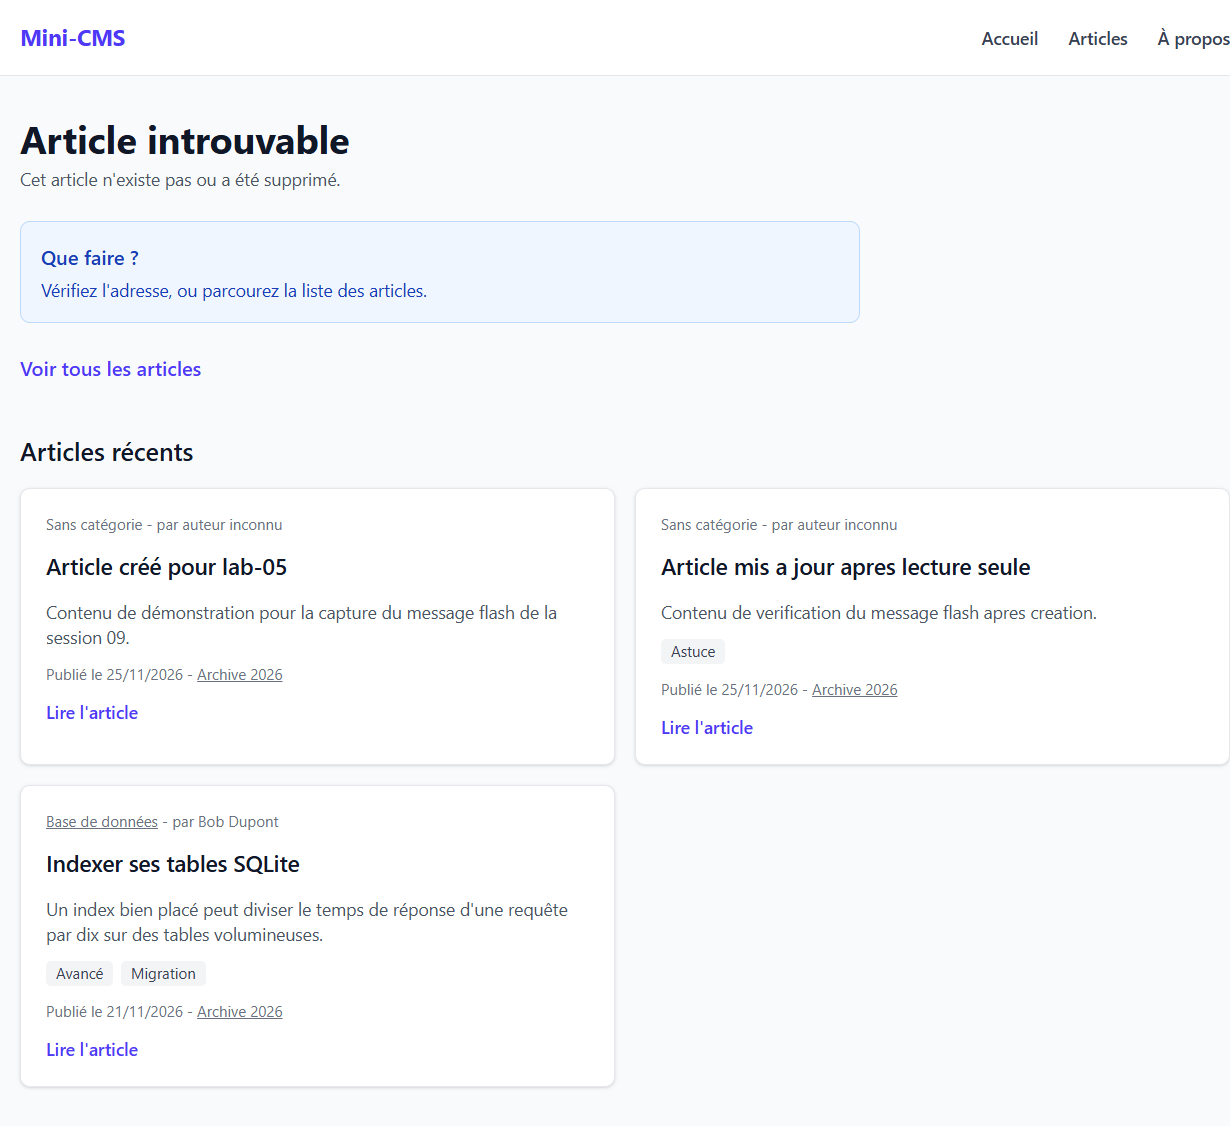 Mini-CMS
Accueil
Articles
À propos
Article introuvable
Cet article n'existe pas ou a été supprimé.
Que faire ?
Vérifiez l'adresse, ou parcourez la liste des articles.
Voir tous les articles
Articles récents
Sans catégorie - par auteur inconnu
Article créé pour lab-05
Contenu de démonstration pour la capture du message flash de la
session 09.
Publié le 25/11/2026 - Archive 2026
Lire l'article
Sans catégorie - par auteur inconnu
Article mis a jour apres lecture seule
Contenu de verification du message flash apres creation.
Astuce
Publié le 25/11/2026 - Archive 2026
Lire l'article
Base de données - par Bob Dupont
Indexer ses tables SQLite
Un index bien placé peut diviser le temps de réponse d'une requête
par dix sur des tables volumineuses.
Avancé
Migration
Publié le 21/11/2026 - Archive 2026
Lire l'article